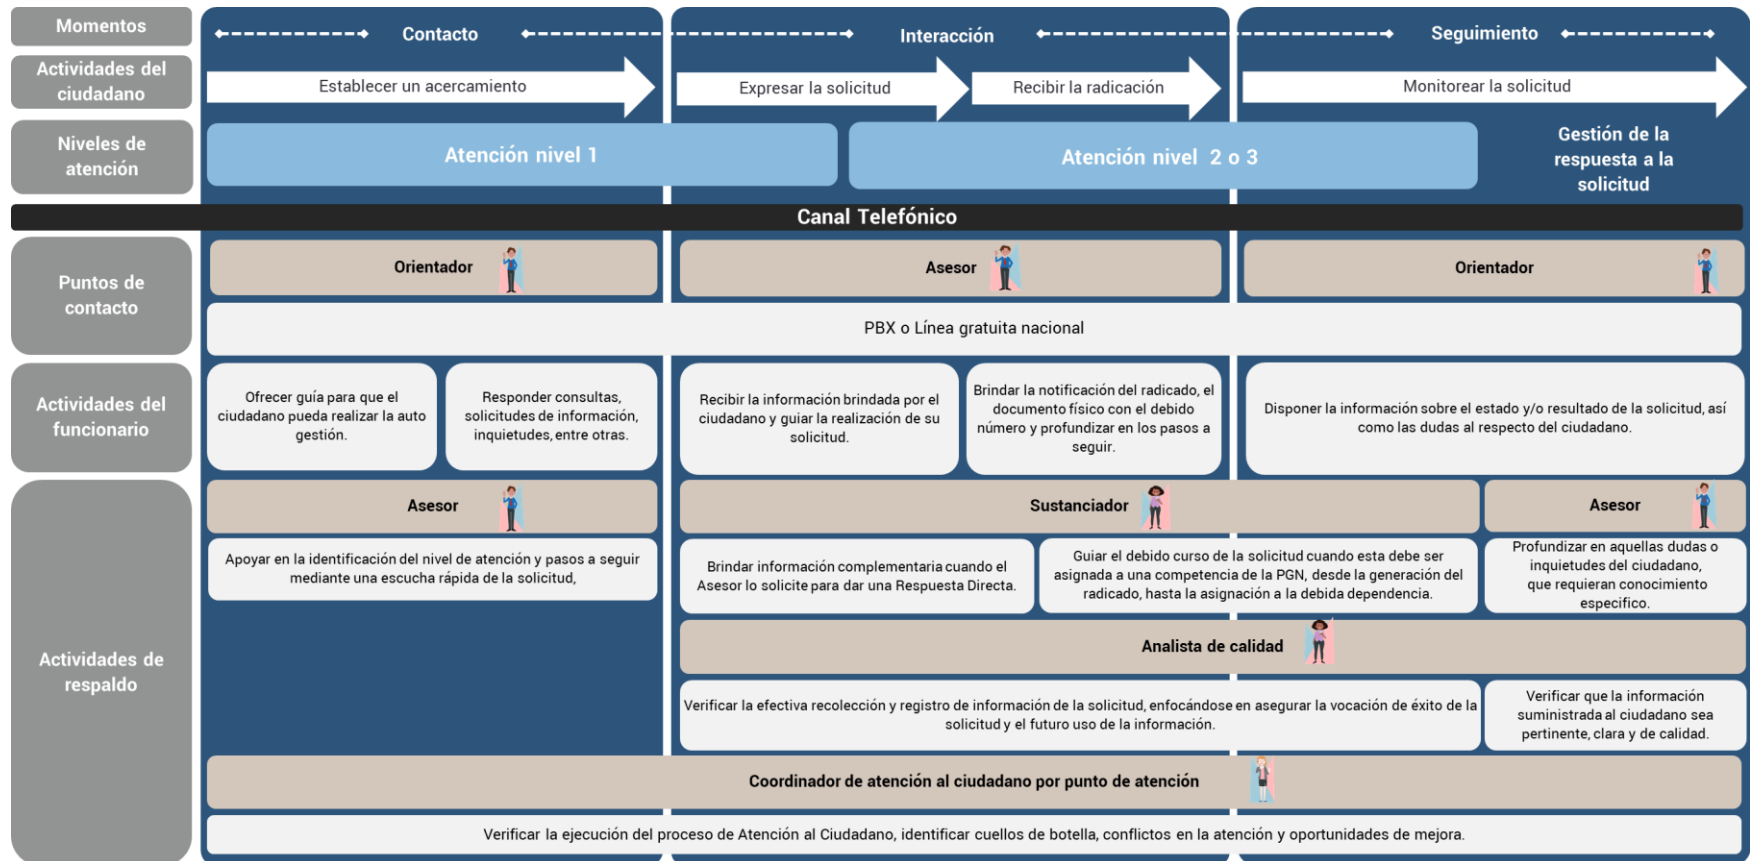 Momentos
Contacto
Interacción
Seguimiento
Actividades del
ciudadano
Establecer un acercamiento
Expresar la solicitud
Recibir la radicación
Monitorear la solicitud
Niveles de
atención
Atención nivel 1
Atención nivel 2 o 3
Gestión de la
respuesta a la
solicitud
Canal Telefónico
Puntos de
contacto
Orientador
Asesor
Orientador
PBX o Línea gratuita nacional
Actividades del
funcionario
Ofrecer guía para que el
ciudadano pueda realizar la auto
gestión.
Responder consultas,
solicitudes de información,
inquietudes, entre otras.
Recibir la información brindada por el
ciudadano y guiar la realización de su
solicitud.
Brindar la notificación del radicado, el
documento físico con el debido
número y profundizar en los pasos a
seguir.
Disponer la información sobre el estado y/o resultado de la solicitud, así
como las dudas al respecto del ciudadano.
Actividades de
respaldo
Asesor
Sustanciador
Asesor
Apoyar en la identificación del nivel de atención y pasos a seguir
mediante una escucha rápida de la solicitud,
Brindar información complementaria cuando el
Asesor lo solicite para dar una Respuesta Directa.
Guiar el debido curso de la solicitud cuando esta debe ser
asignada a una competencia de la PGN, desde la generación del
radicado, hasta la asignación a la debida dependencia.
Profundizar en aquellas dudas o
inquietudes del ciudadano,
que requieran conocimiento
especifico.
Analista de calidad
Verificar la efectiva recolección y registro de información de la solicitud, enfocándose en asegurar la vocación de éxito de la
solicitud y el futuro uso de la información.
Verificar que la información
suministrada al ciudadano sea
pertinente, clara y de calidad.
Coordinador de atención al ciudadano por punto de atención
Verificar la ejecución del proceso de Atención al Ciudadano, identificar cuellos de botella, conflictos en la atención y oportunidades de mejora.